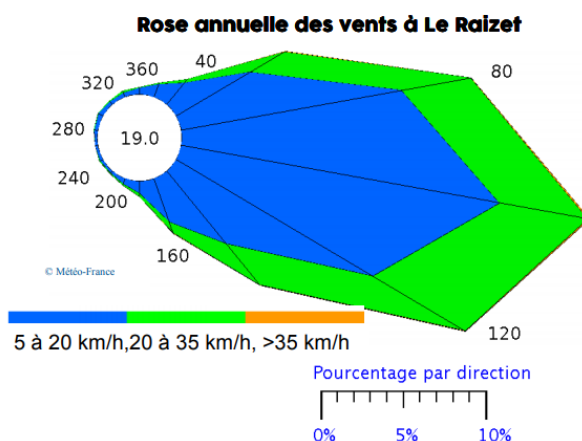 Rose annuelle des vents à Le Raizet
360
40
320
80
280
19.0
240
200
160
© Météo-France
120
5 à 20 km/h,20 à 35 km/h, >35 km/h
Pourcentage par direction
0% 5% 10%